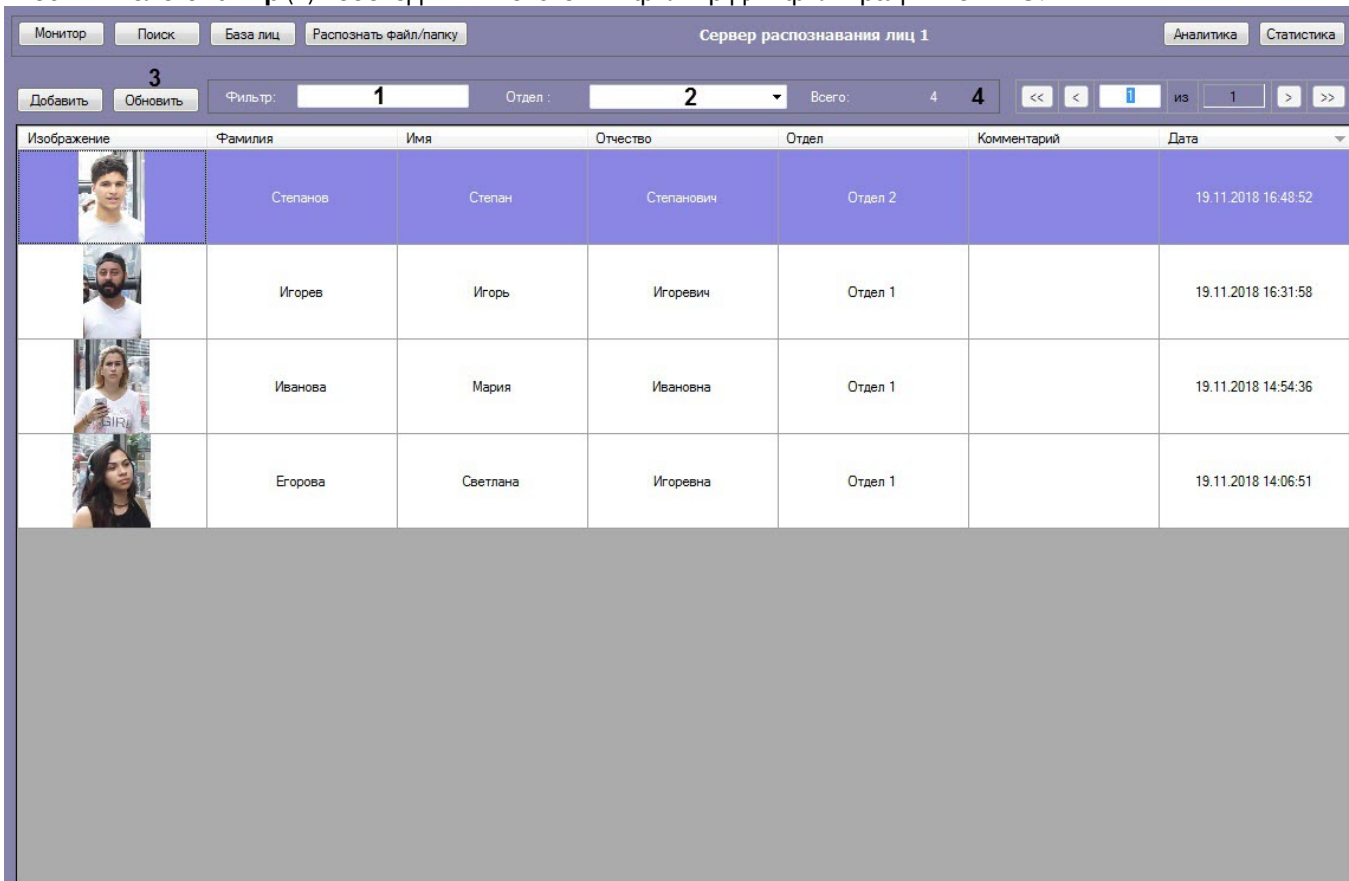 Монитор Поиск База лиц Распознать файл/папку Сервер распознавания лиц 1 Аналитика Статистика
3
Добавить Обновить Фильтр: 1 Отдел : 2 Всего: 4 4 << < 1 из 1 > >>
Изображение Фамилия Имя Отчество Отдел Комментарий Дата
Степанов Степан Степанович Отдел 2 19.11.2018 16:48:52
Игорев Игорь Игоревич Отдел 1 19.11.2018 16:31:58
Иванова Мария Ивановна Отдел 1 19.11.2018 14:54:36
GIRL
Егорова Светлана Игоревна Отдел 1 19.11.2018 14:06:51